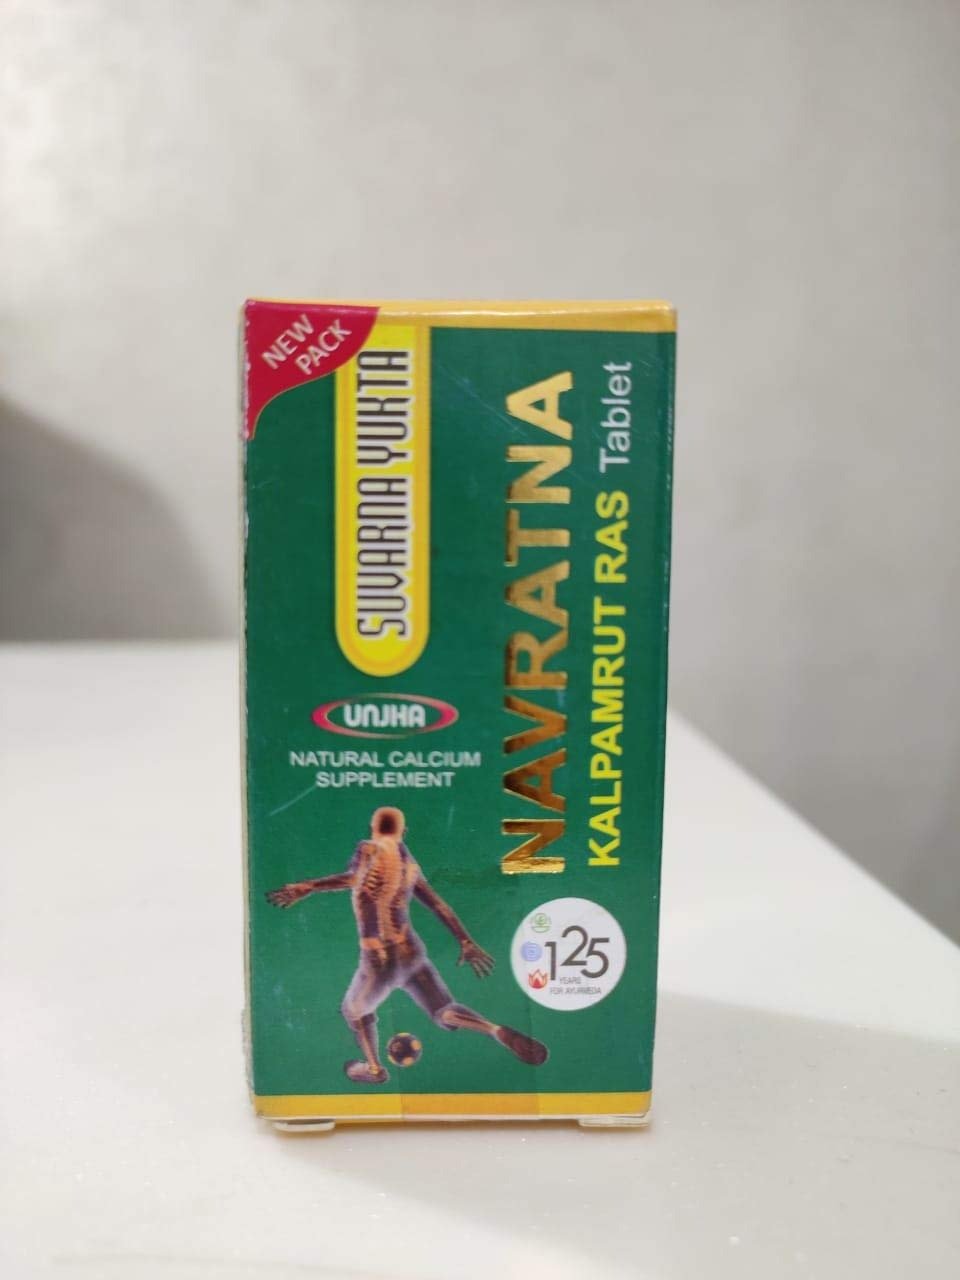 NEW
PACK
SUVARNA YUKTA
UNJHA
NATURAL CALCIUM
SUPPLEMENT
NAVRATNA
KALPAMRUT RAS Tablet
125
YEARS
FOR AYURVEDA